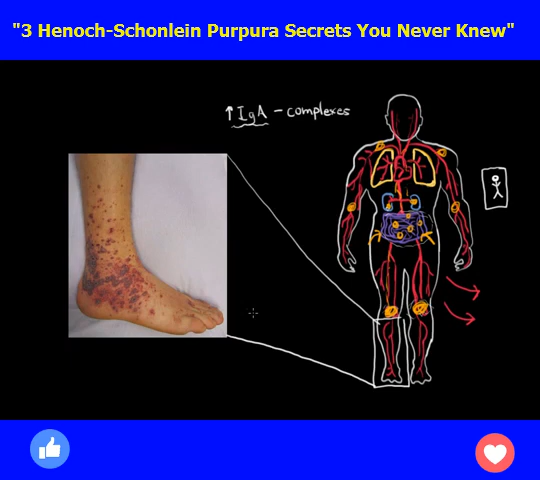 "3 Henoch-Schonlein Purpura Secrets You Never Knew"
↑IgA - complexes